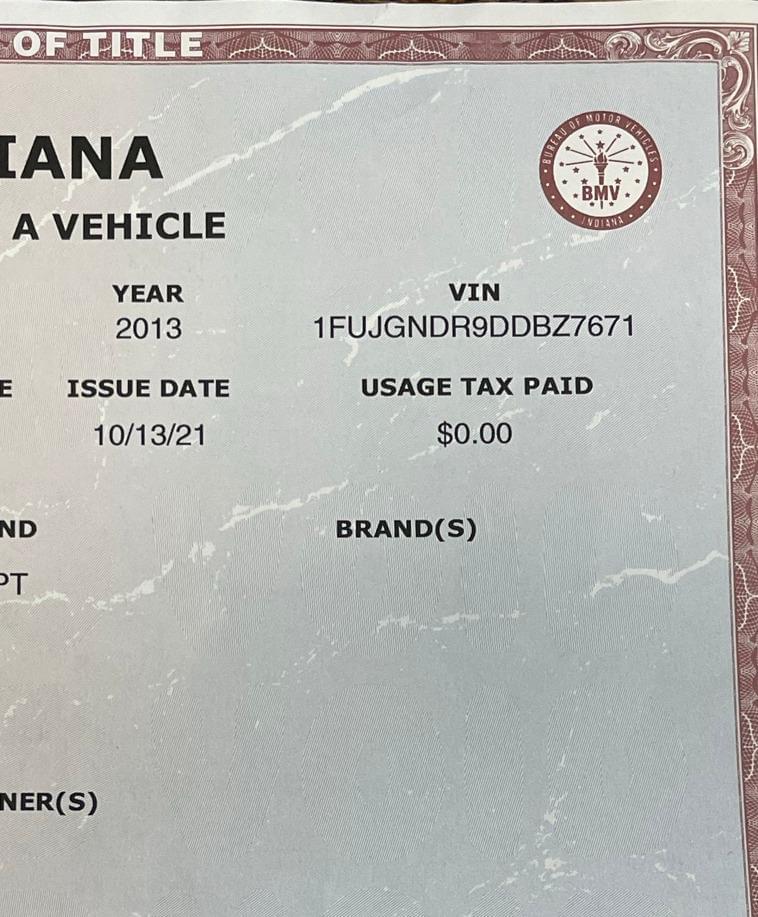 OF TITLE
IANA
A VEHICLE
BUREAU OF MOTOR VEHICLES
BMV
INDIANA
YEAR VIN
2013 1FUJGNDR9DDBZ7671
E ISSUE DATE USAGE TAX PAID
10/13/21 $0.00
ND BRAND(S)
PT
NER(S)